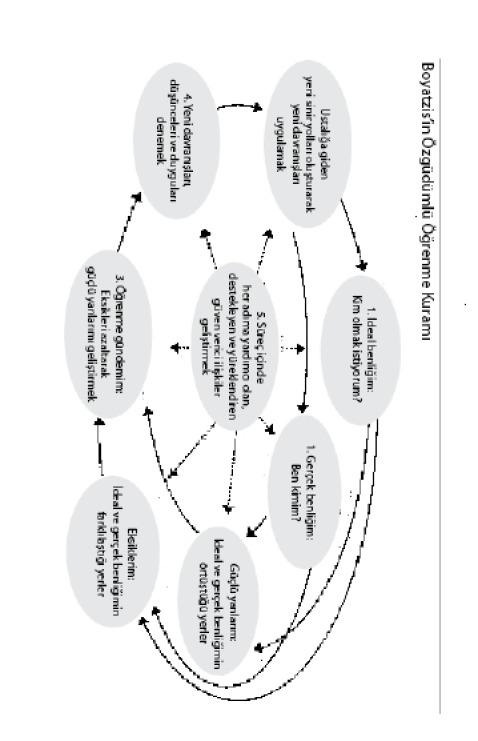 Boyatzis'in Özgüdümlü Öğrenme Kuramı
1. İdeal benliğim:
Kim olmak istiyorum?
Ustalığa giden
yeni sinir yolları oluşturarak
yeni davranışları
uygulamak
1. Gerçek benliğim:
Ben kimim?
5. Süreç içinde
her adıma yardımcı olan,
destekleyen ve yüreklendiren
güven verici ilişkiler
geliştirmek
Güçlü yanlarım:
İdeal ve gerçek benliğimin
örtüştüğü yerler
4. Yeni davranışları,
düşünceleri ve duyguları
denemek
3. Öğrenme gündemim:
Eksikleri azaltarak
güçlü yanlarımı geliştirmek
Eksiklerim:
İdeal ve gerçek benliğimin
farklılaştığı yerler